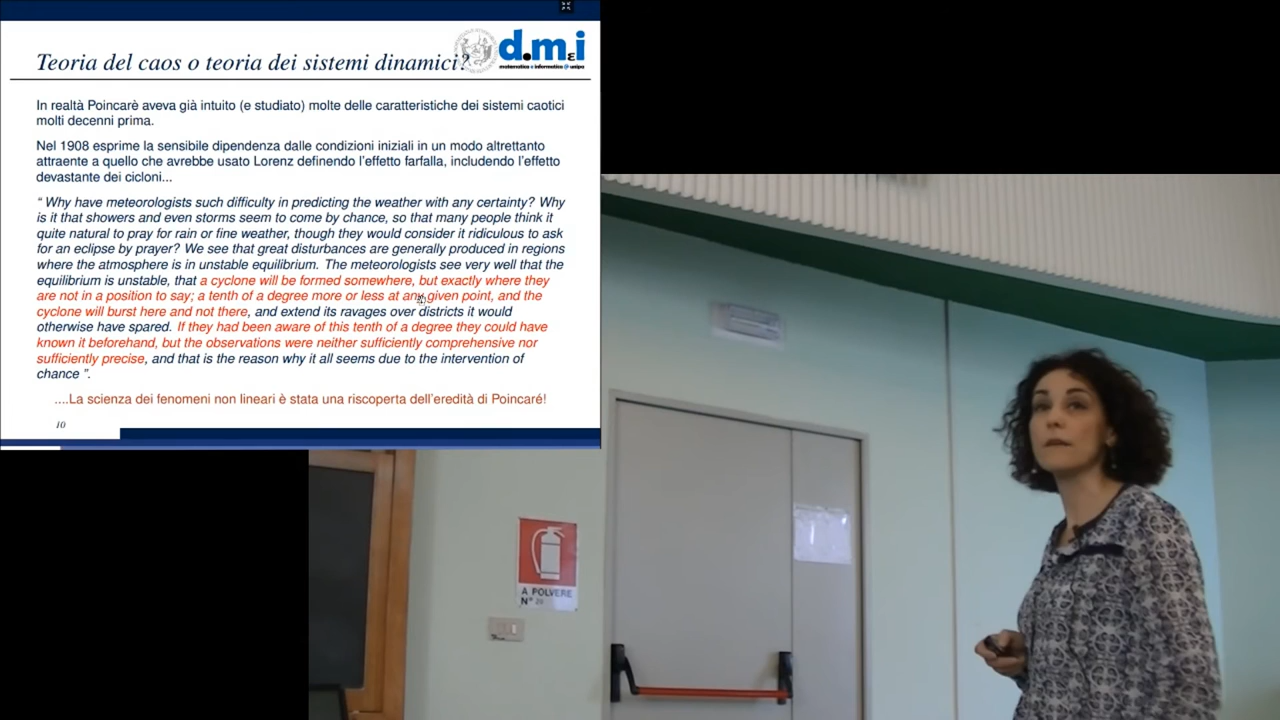 Teoria del caos o teoria dei sistemi dinamici?
d.mεi
matematica e informatica @ unipa
In realtà Poincarè aveva già intuito (e studiato) molte delle caratteristiche dei sistemi caotici
molti decenni prima.
Nel 1908 esprime la sensibile dipendenza dalle condizioni iniziali in un modo altrettanto
attraente a quello che avrebbe usato Lorenz definendo l'effetto farfalla, includendo l'effetto
devastante dei cicloni...
“ Why have meteorologists such difficulty in predicting the weather with any certainty? Why
is it that showers and even storms seem to come by chance, so that many people think it
quite natural to pray for rain or fine weather, though they would consider it ridiculous to ask
for an eclipse by prayer? We see that great disturbances are generally produced in regions
where the atmosphere is in unstable equilibrium. The meteorologists see very well that the
equilibrium is unstable, that a cyclone will be formed somewhere, but exactly where they
are not in a position to say; a tenth of a degree more or less at any given point, and the
cyclone will burst here and not there, and extend its ravages over districts it would
otherwise have spared. If they had been aware of this tenth of a degree they could have
known it beforehand, but the observations were neither sufficiently comprehensive nor
sufficiently precise, and that is the reason why it all seems due to the intervention of
chance ”.
....La scienza dei fenomeni non lineari è stata una riscoperta dell'eredità di Poincaré!
10
A POLVERE
N°